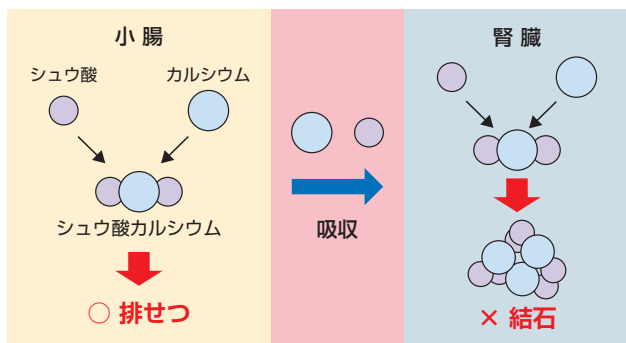 小 腸
シュウ酸
カルシウム
シュウ酸カルシウム
○ 排せつ
吸収
腎 臓
× 結石